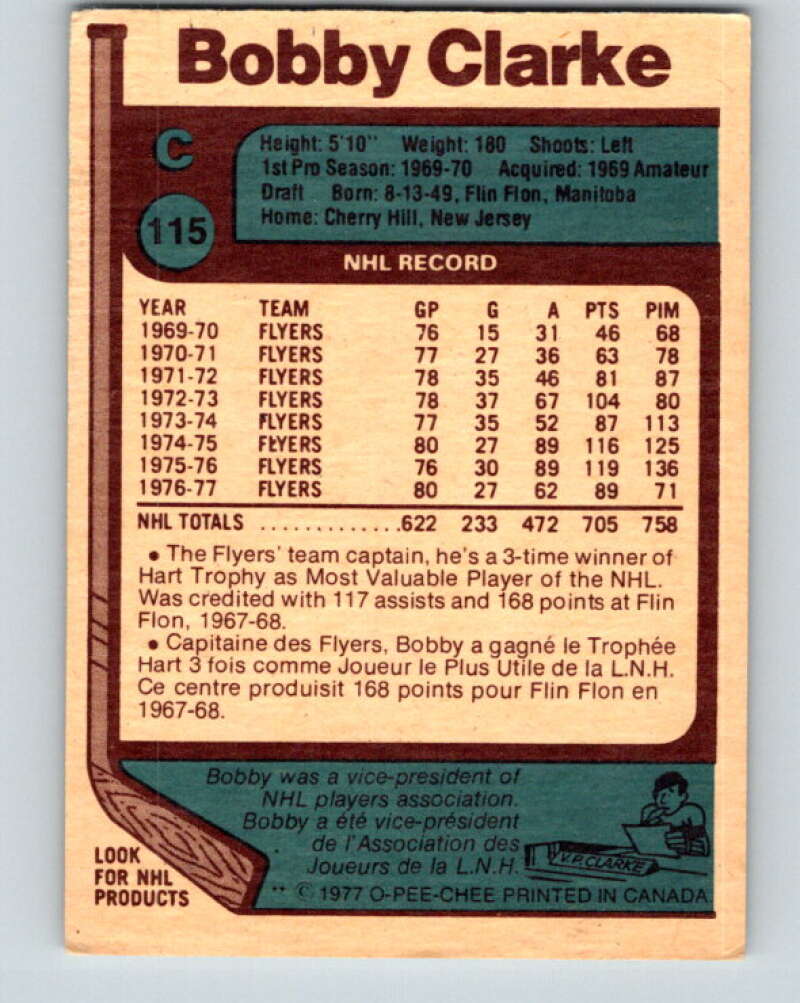 Bobby Clarke
C
115
Height: 5'10" Weight: 180 Shoots: Left
1st Pro Season: 1969-70 Acquired: 1969 Amateur
Draft Born: 8-13-49, Flin Flon, Manitoba
Home: Cherry Hill, New Jersey
NHL RECORD
YEAR TEAM GP G A PTS PIM
1969-70 FLYERS 76 15 31 46 68
1970-71 FLYERS 77 27 36 63 78
1971-72 FLYERS 78 35 46 81 87
1972-73 FLYERS 78 37 67 104 80
1973-74 FLYERS 77 35 52 87 113
1974-75 FLYERS 80 27 89 116 125
1975-76 FLYERS 76 30 89 119 136
1976-77 FLYERS 80 27 62 89 71
NHL TOTALS .............622 233 472 705 758
• The Flyers' team captain, he's a 3-time winner of
Hart Trophy as Most Valuable Player of the NHL.
Was credited with 117 assists and 168 points at Flin
Flon, 1967-68.
• Capitaine des Flyers, Bobby a gagné le Trophée
Hart 3 fois comme Joueur le Plus Utile de la L.N.H.
Ce centre produisit 168 points pour Flin Flon en
1967-68.
Bobby was a vice-president of
NHL players association.
Bobby a été vice-président
de l'Association des
Joueurs de la L.N.H.
V.P. CLARKE
LOOK
FOR NHL
PRODUCTS
** © 1977 O-PEE-CHEE PRINTED IN CANADA